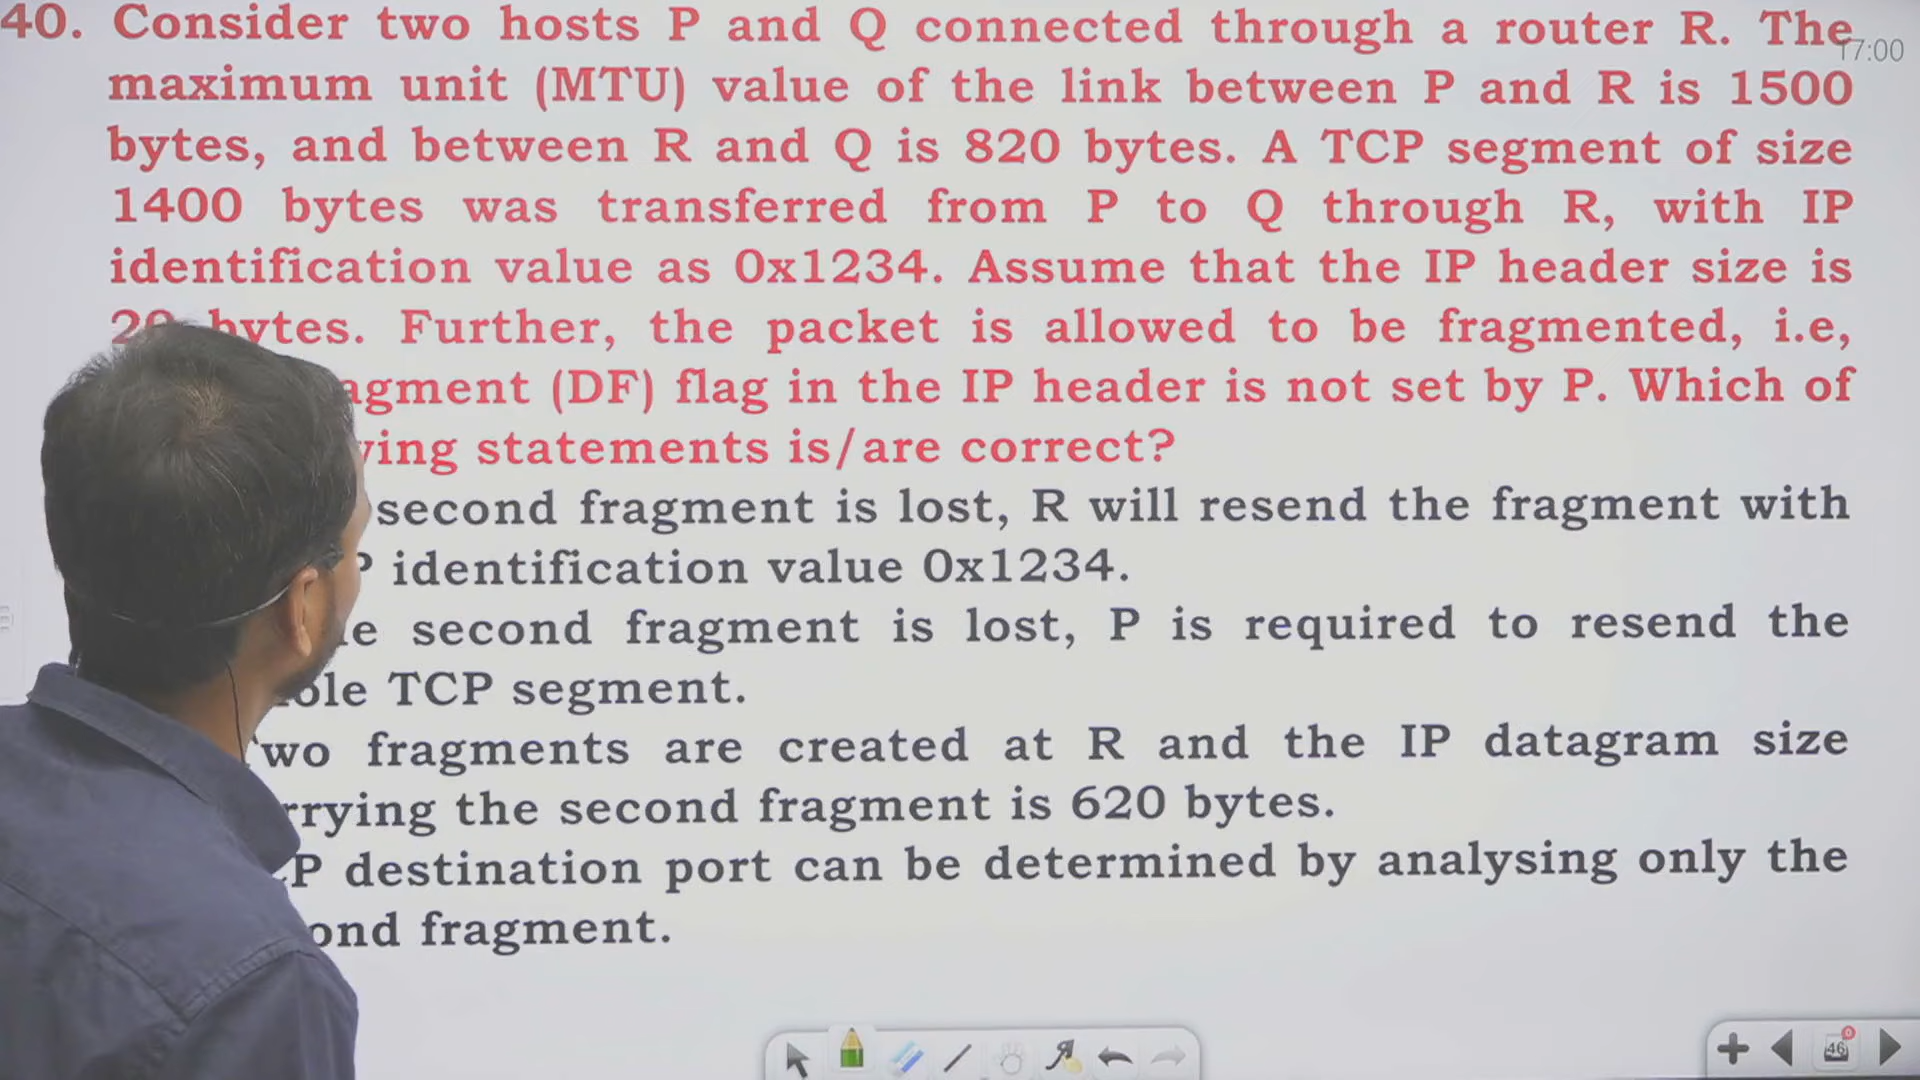 40. Consider two hosts P and Q connected through a router R. The
17:00
maximum unit (MTU) value of the link between P and R is 1500
bytes, and between R and Q is 820 bytes. A TCP segment of size
1400 bytes was transferred from P to Q through R, with IP
identification value as 0x1234. Assume that the IP header size is
20 bytes. Further, the packet is allowed to be fragmented, i.e,
agment (DF) flag in the IP header is not set by P. Which of
ing statements is/are correct?
second fragment is lost, R will resend the fragment with
P identification value 0x1234.
e second fragment is lost, P is required to resend the
ole TCP segment.
wo fragments are created at R and the IP datagram size
rrying the second fragment is 620 bytes.
P destination port can be determined by analysing only the
ond fragment.
46
0